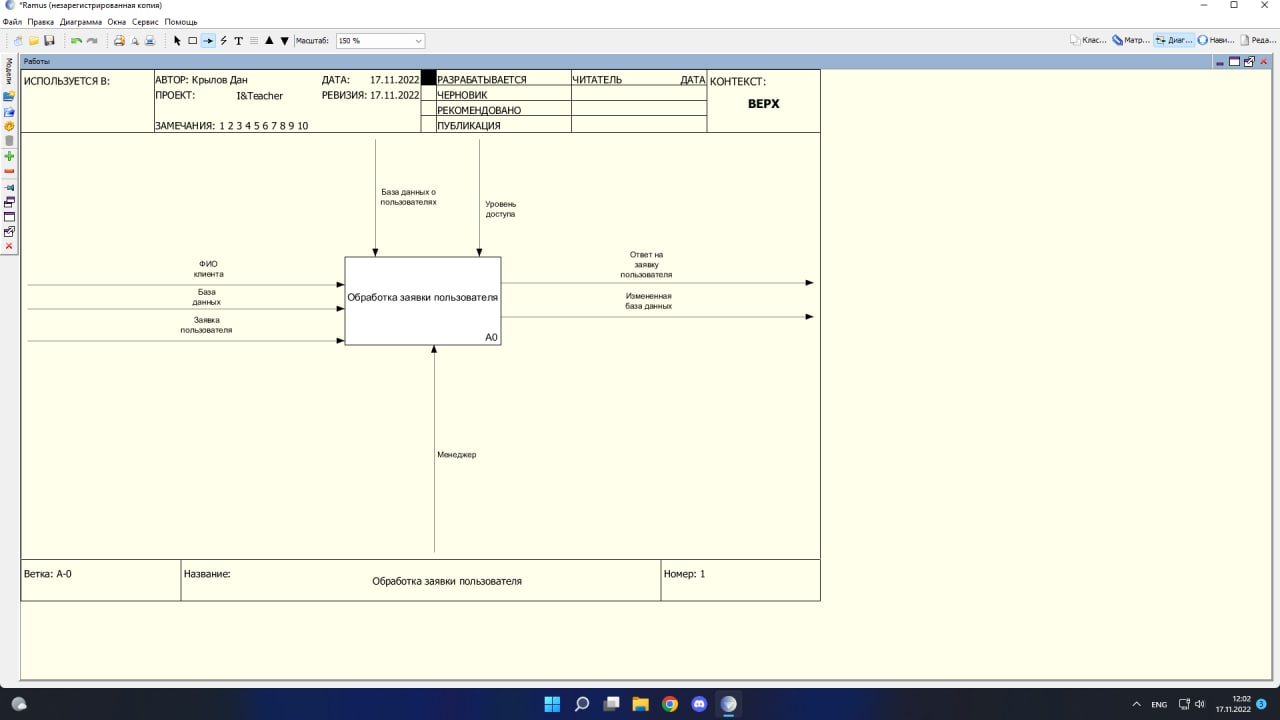 *Ramus (незарегистрированная копия)
Файл Правка Диаграмма Окна Сервис Помощь
Масштаб: 150 % Клас... Матр... Диаг... Нави... Реда...
Модели
Работы
ИСПОЛЬЗУЕТСЯ В:
АВТОР: Крылов Дан ДАТА: 17.11.2022
ПРОЕКТ: I&Teacher РЕВИЗИЯ: 17.11.2022
ЗАМЕЧАНИЯ: 1 2 3 4 5 6 7 8 9 10
РАЗРАБАТЫВАЕТСЯ
ЧЕРНОВИК
РЕКОМЕНДОВАНО
ПУБЛИКАЦИЯ
ЧИТАТЕЛЬ ДАТА
КОНТЕКСТ:
ВЕРХ
База данных о
пользователях
Уровень
доступа
ФИО
клиента
База
данных
Заявка
пользователя
Обработка заявки пользователя
A0
Ответ на
заявку
пользователя
Измененная
база данных
Менеджер
Ветка: A-0
Название:
Обработка заявки пользователя
Номер: 1
ENG
12:02
17.11.2022
3